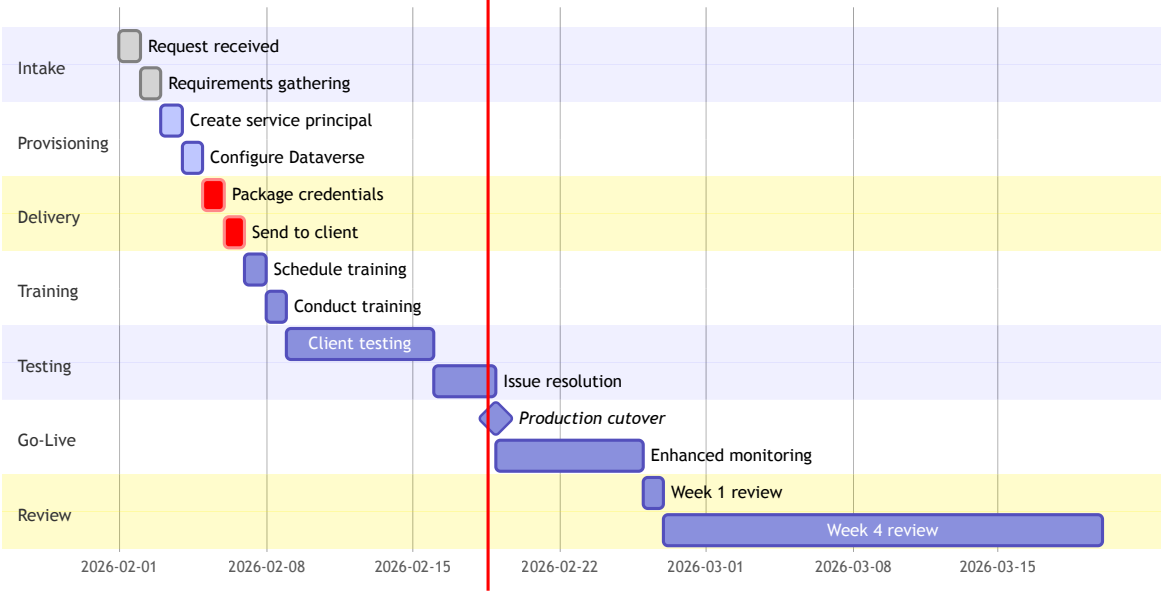 Intake
Request received
Requirements gathering
Provisioning
Create service principal
Configure Dataverse
Delivery
Package credentials
Send to client
Training
Schedule training
Conduct training
Testing
Client testing
Issue resolution
Go-Live
Production cutover
Enhanced monitoring
Review
Week 1 review
Week 4 review
2026-02-01
2026-02-08
2026-02-15
2026-02-22
2026-03-01
2026-03-08
2026-03-15